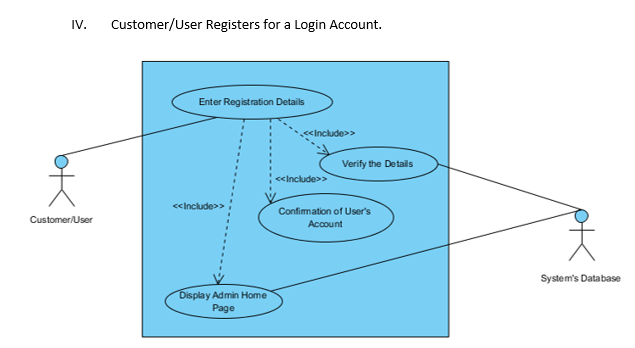 IV. Customer/User Registers for a Login Account.
Enter Registration Details
<<Include>>
Verify the Details
<<Include>>
<<Include>>
Confirmation of User's
Account
Customer/User
System's Database
Display Admin Home
Page